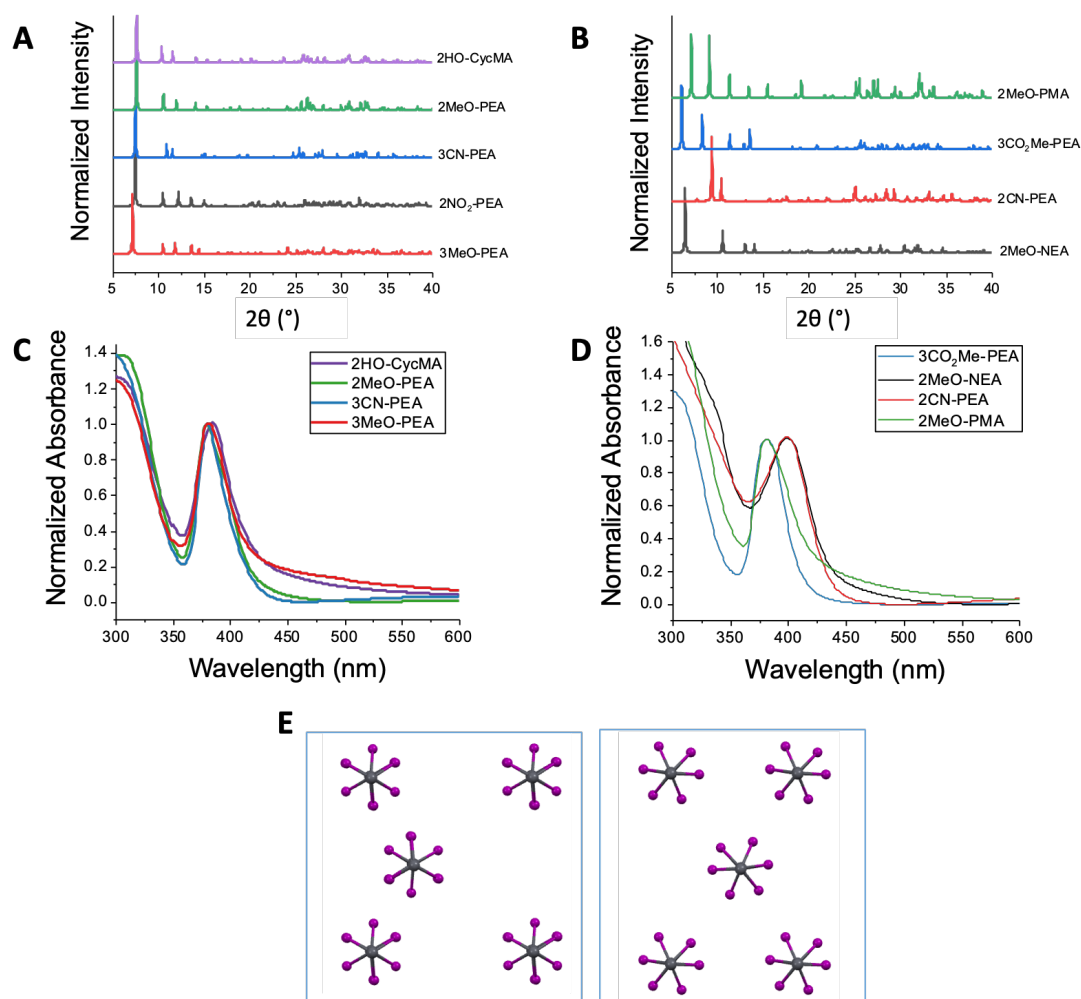 A
Normalized Intensity
2HO-CycMA
2MeO-PEA
3CN-PEA
2NO₂-PEA
3MeO-PEA
5 10 15 20 25 30 35 40
2θ (°)
B
Normalized Intensity
2MeO-PMA
3CO₂Me-PEA
2CN-PEA
2MeO-NEA
5 10 15 20 25 30 35 40
2θ (°)
C
Normalized Absorbance
1.4
1.2
1.0
0.8
0.6
0.4
0.2
0.0
2HO-CycMA
2MeO-PEA
3CN-PEA
3MeO-PEA
300 350 400 450 500 550 600
Wavelength (nm)
D
Normalized Absorbance
1.6
1.4
1.2
1.0
0.8
0.6
0.4
0.2
0.0
3CO₂Me-PEA
2MeO-NEA
2CN-PEA
2MeO-PMA
300 350 400 450 500 550 600
Wavelength (nm)
E